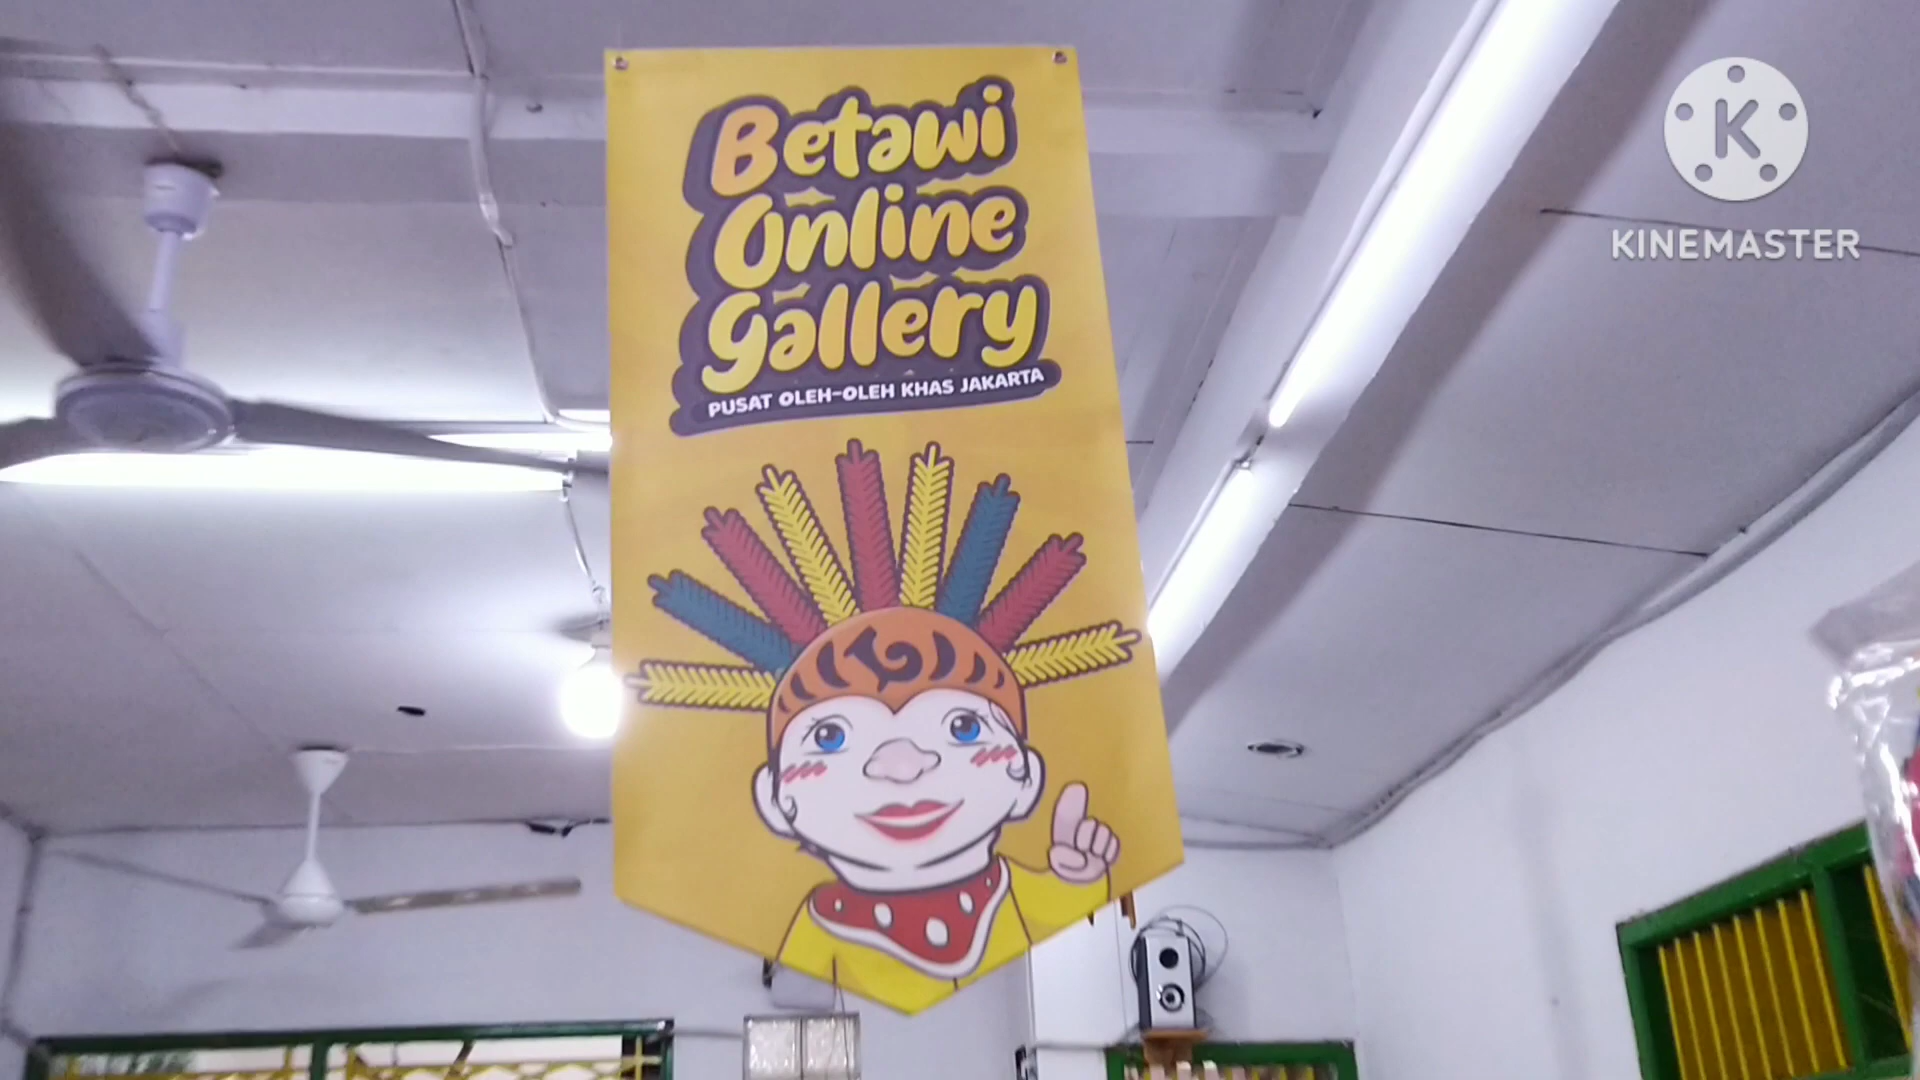 Betawi
Online
Gallery
PUSAT OLEH-OLEH KHAS JAKARTA
K
KINEMASTER